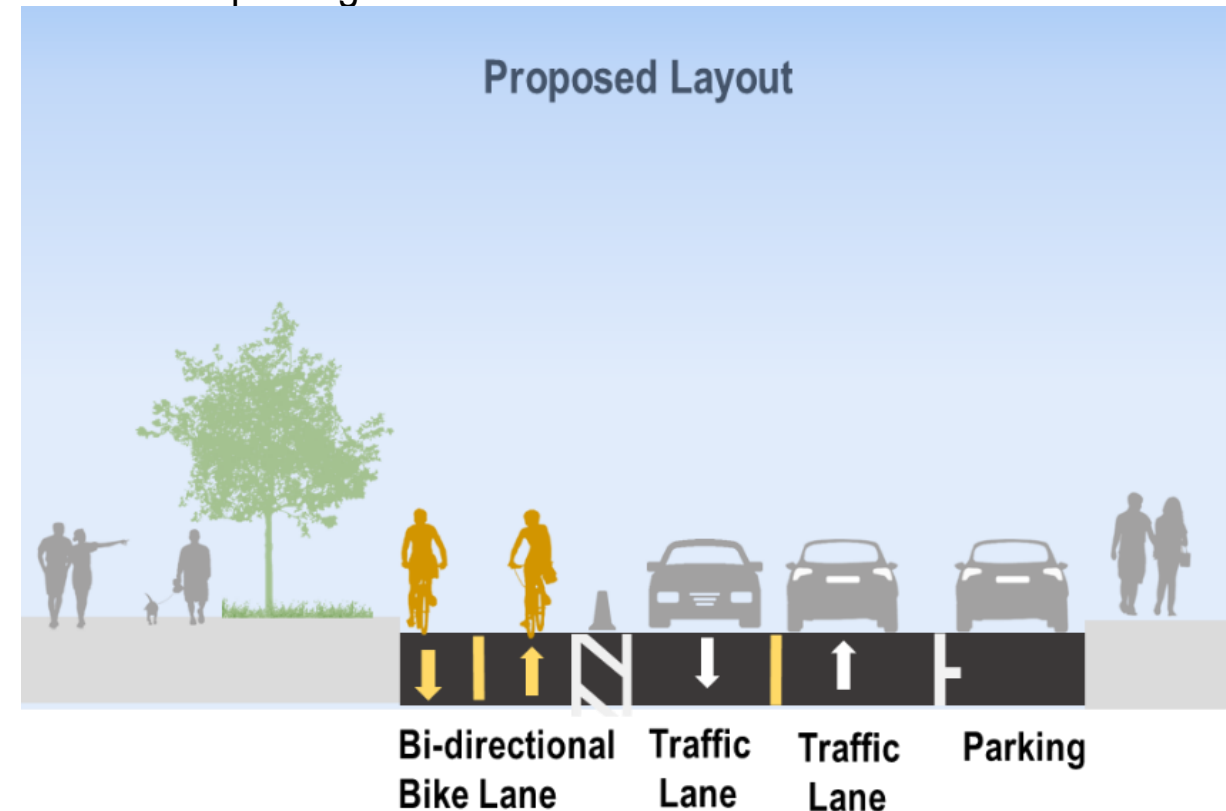 Proposed Layout
Bi-directional
Bike Lane
Traffic
Lane
Traffic
Lane
Parking